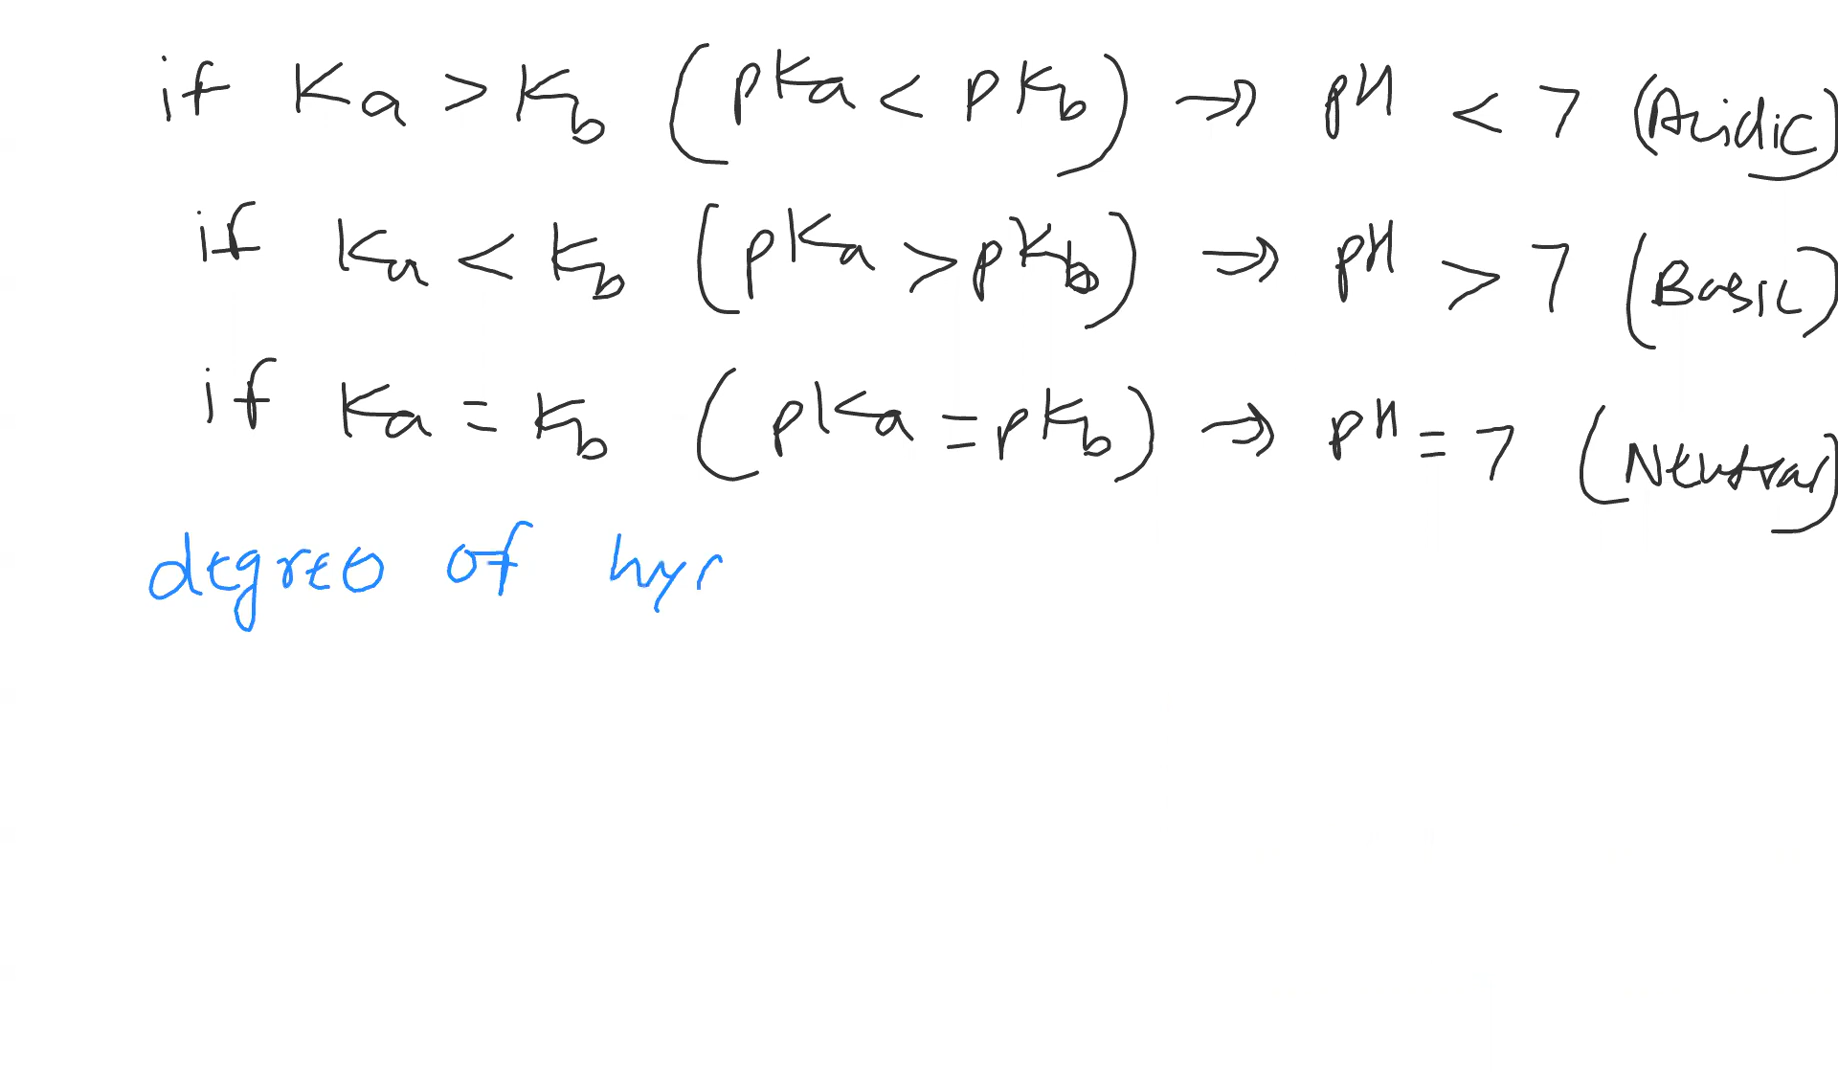 if Ka > Kb (pKa < pKb) → pH < 7 (Acidic)
if Ka < Kb (pKa > pKb) → pH > 7 (Basic)
if Ka = Kb (pKa = pKb) → pH = 7 (Neutral)
degree of hyr